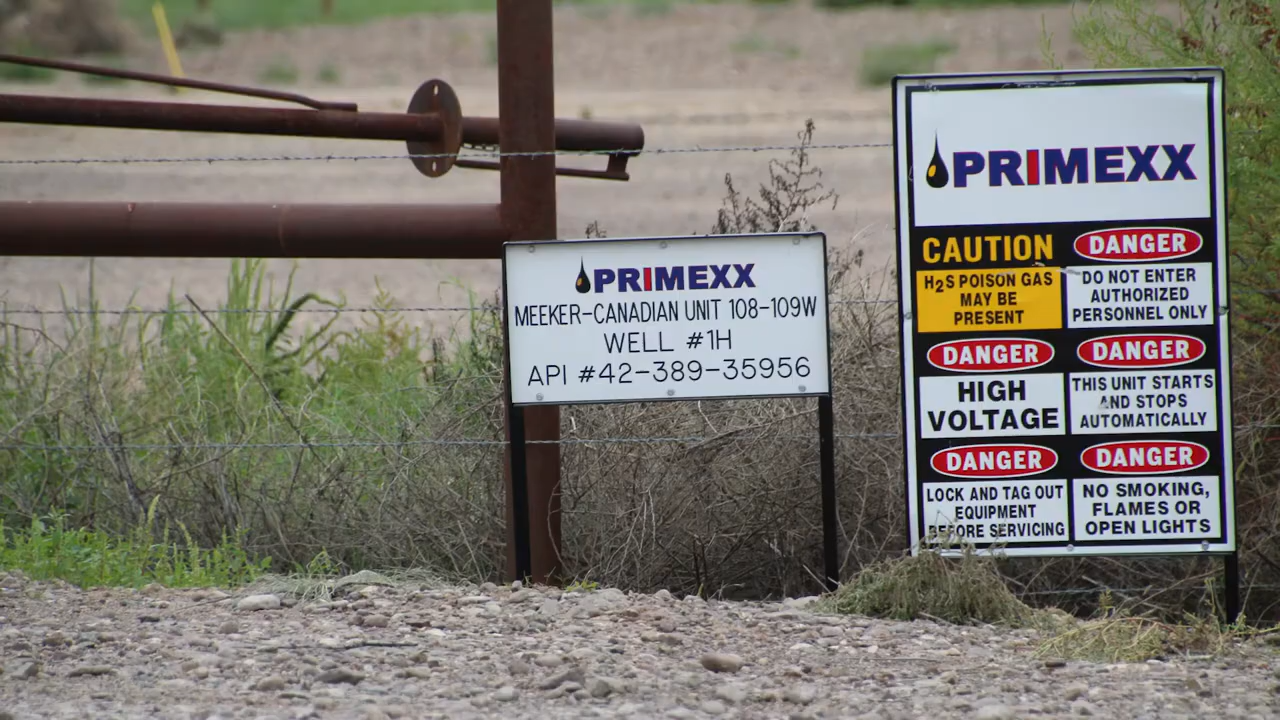 PRIMEXX
MEEKER-CANADIAN UNIT 108-109W
WELL #1H
API #42-389-35956
PRIMEXX
CAUTION
H₂S POISON GAS
MAY BE
PRESENT
DANGER
DO NOT ENTER
AUTHORIZED
PERSONNEL ONLY
DANGER
HIGH
VOLTAGE
DANGER
THIS UNIT STARTS
AND STOPS
AUTOMATICALLY
DANGER
LOCK AND TAG OUT
EQUIPMENT
BEFORE SERVICING
DANGER
NO SMOKING,
FLAMES OR
OPEN LIGHTS